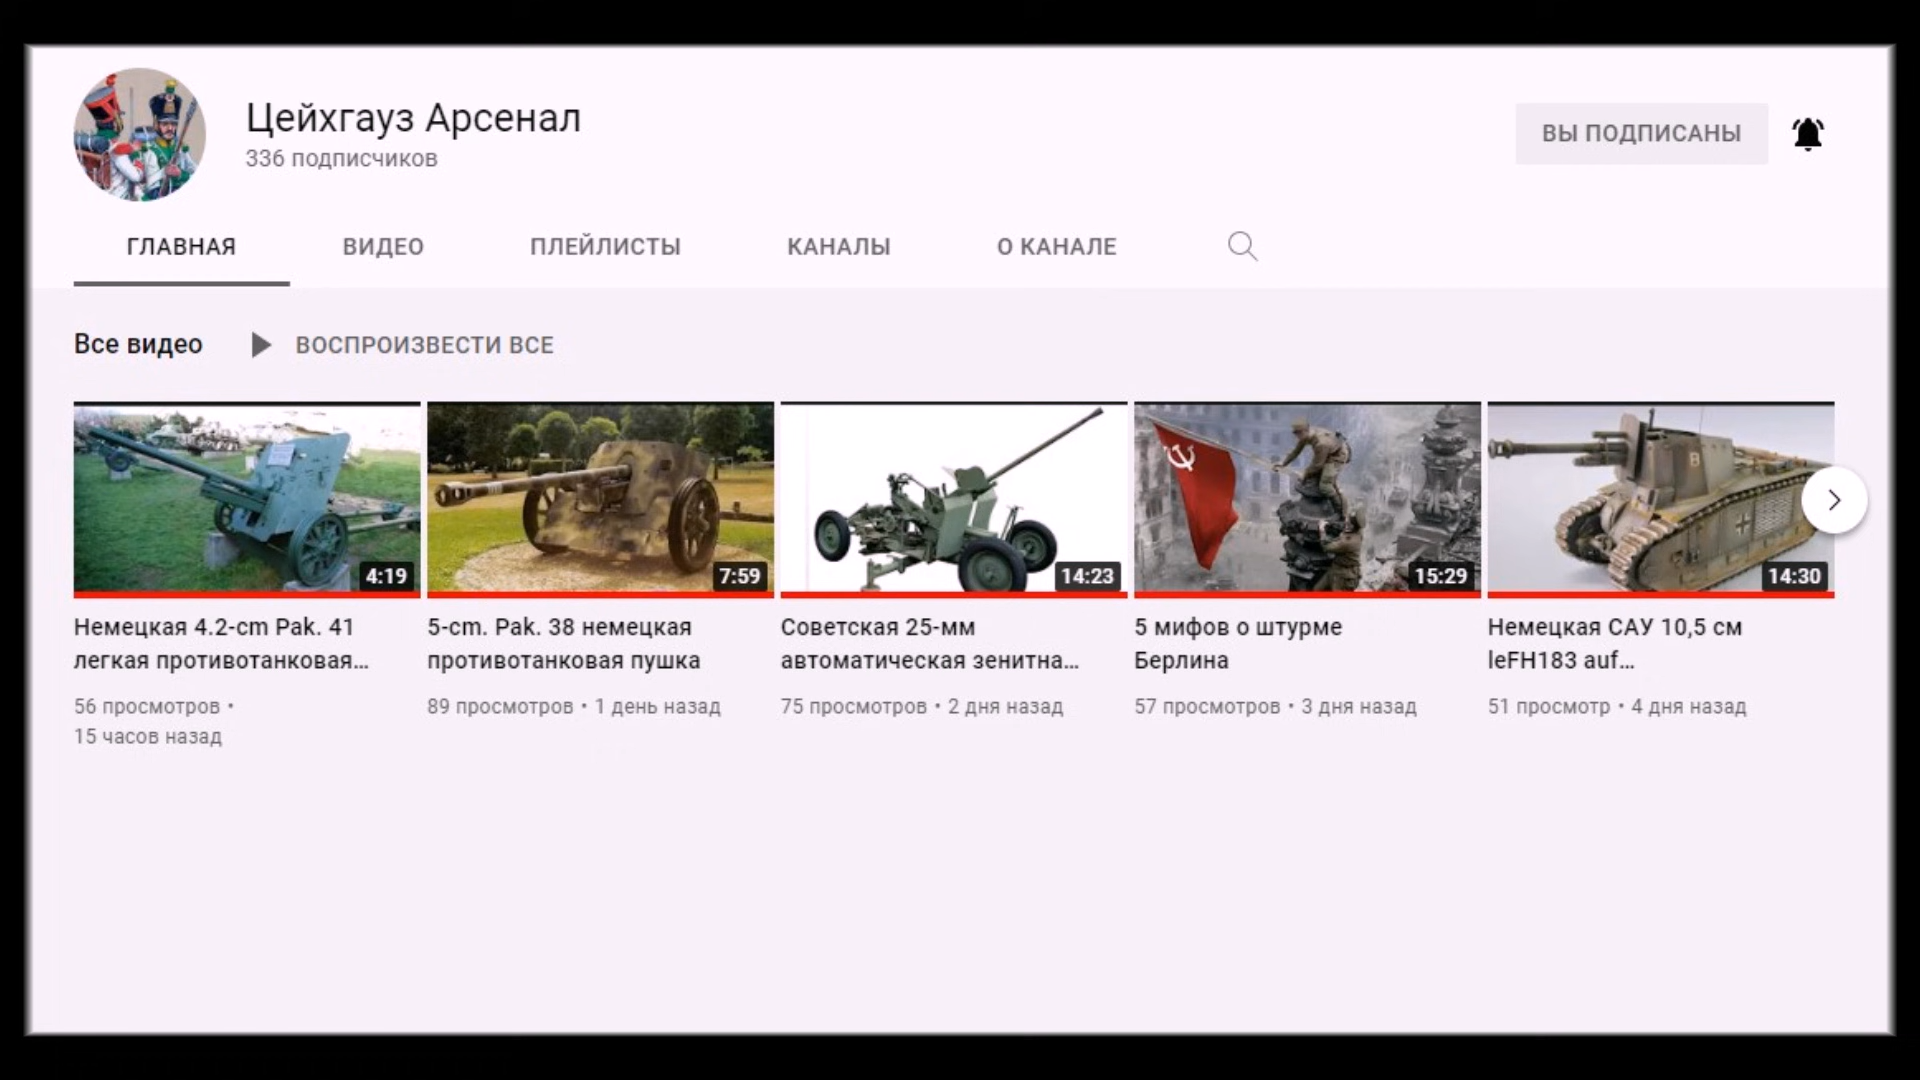 Цейхгауз Арсенал
336 подписчиков
ВЫ ПОДПИСАНЫ
ГЛАВНАЯ
ВИДЕО
ПЛЕЙЛИСТЫ
КАНАЛЫ
О КАНАЛЕ
Все видео
ВОСПРОИЗВЕСТИ ВСЕ
4:19
7:59
14:23
15:29
B
14:30
Немецкая 4.2-cm Pak. 41
легкая противотанковая…
56 просмотров •
15 часов назад
5-cm. Pak. 38 немецкая
противотанковая пушка
89 просмотров • 1 день назад
Советская 25-мм
автоматическая зенитна…
75 просмотров • 2 дня назад
5 мифов о штурме
Берлина
57 просмотров • 3 дня назад
Немецкая САУ 10,5 см
leFH183 auf…
51 просмотр • 4 дня назад